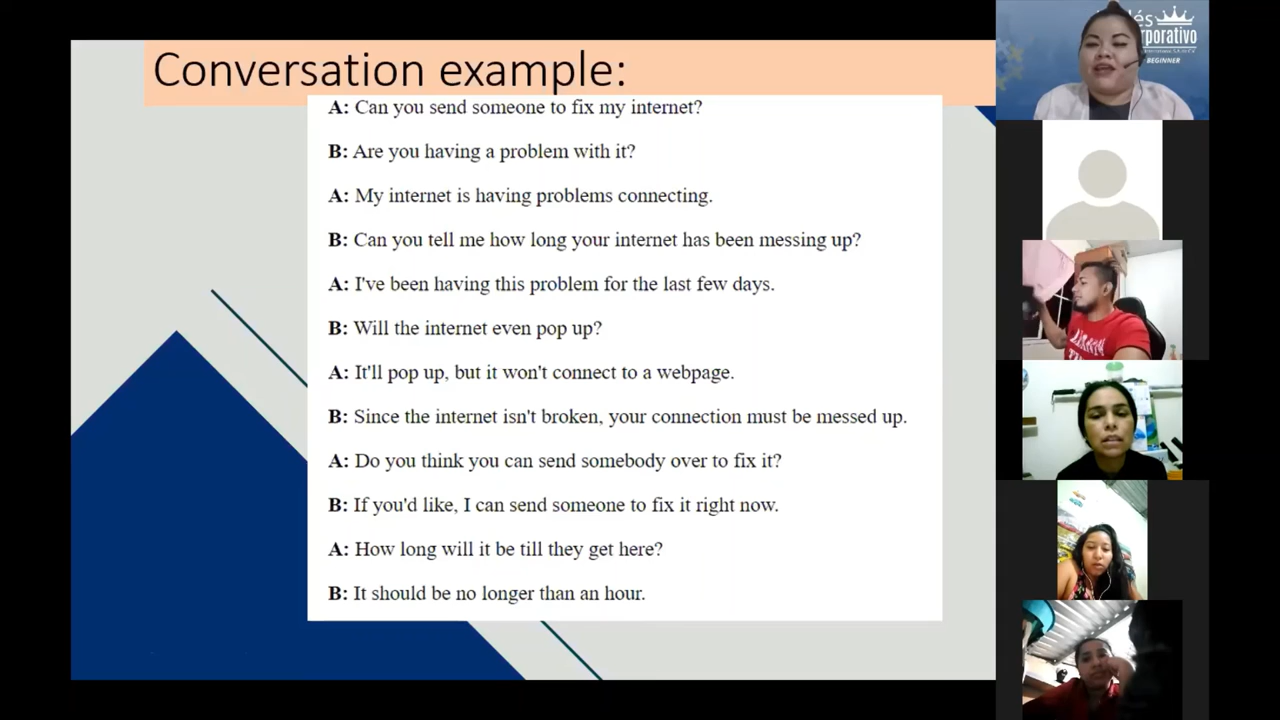 Conversation example:
A: Can you send someone to fix my internet?
B: Are you having a problem with it?
A: My internet is having problems connecting.
B: Can you tell me how long your internet has been messing up?
A: I've been having this problem for the last few days.
B: Will the internet even pop up?
A: It'll pop up, but it won't connect to a webpage.
B: Since the internet isn't broken, your connection must be messed up.
A: Do you think you can send somebody over to fix it?
B: If you'd like, I can send someone to fix it right now.
A: How long will it be till they get here?
B: It should be no longer than an hour.
BEGINNER